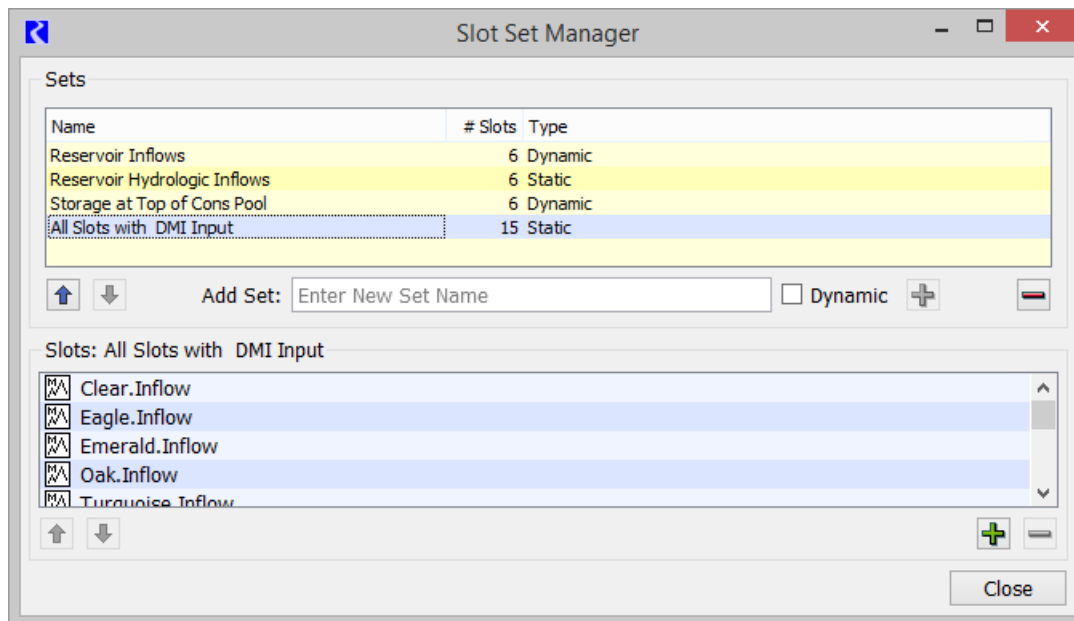 Slot Set Manager
Sets
Name # Slots Type
Reservoir Inflows 6 Dynamic
Reservoir Hydrologic Inflows 6 Static
Storage at Top of Cons Pool 6 Dynamic
All Slots with  DMI Input 15 Static
Add Set: Enter New Set Name Dynamic
Slots: All Slots with  DMI Input
Clear.Inflow
Eagle.Inflow
Emerald.Inflow
Oak.Inflow
Turquoise.Inflow
Close